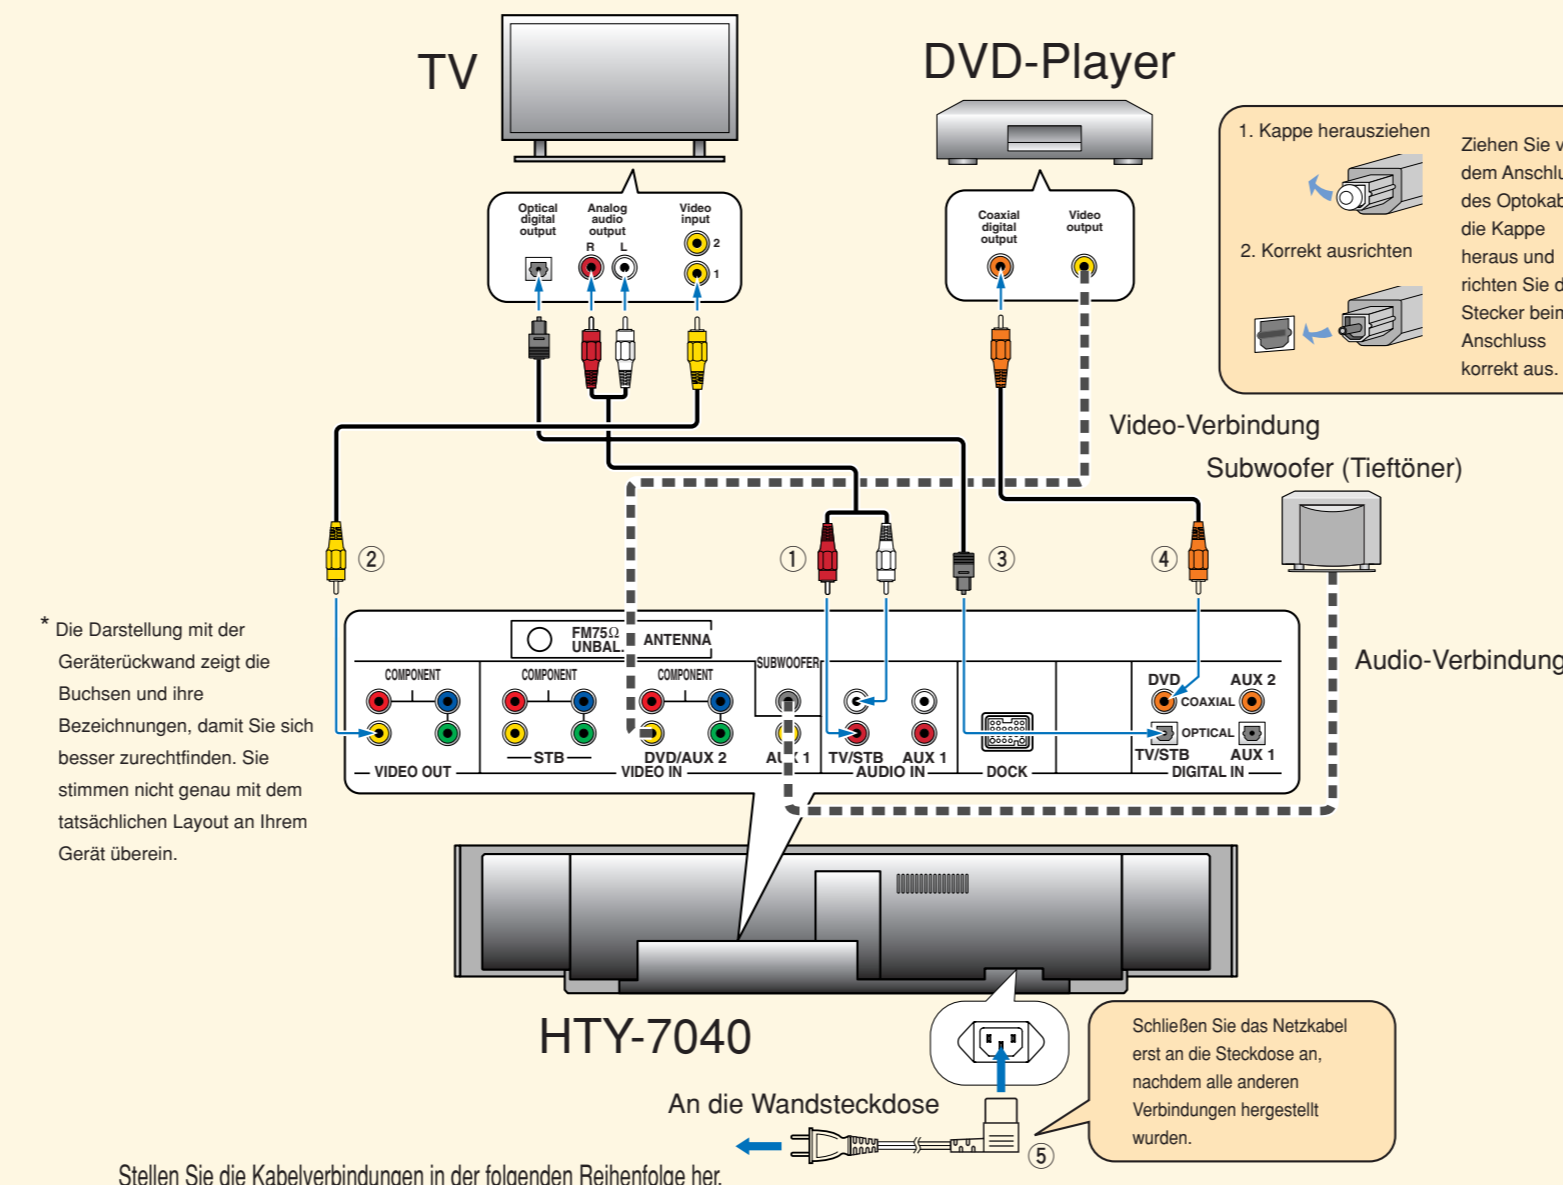 TV
DVD-Player
Optical
digital
output
Analog
audio
output
R L
Video
input
2
1
Coaxial
digital
output
Video
output
1. Kappe herausziehen
2. Korrekt ausrichten
Ziehen Sie
dem
des
die Kappe
heraus und
richten Sie
Stecker
Anschluss
korrekt aus.
Video-Verbindung
Subwoofer (Tieftöner)
② ① ③ ④
* Die Darstellung mit der
Geräterückwand zeigt die
Buchsen und ihre
Bezeichnungen, damit Sie sich
besser zurechtfinden. Sie
stimmen nicht genau mit dem
tatsächlichen Layout an Ihrem
Gerät überein.
FM75Ω
UNBAL.
ANTENNA
COMPONENT
VIDEO OUT
COMPONENT
STB
COMPONENT
DVD/AUX 2
VIDEO IN
SUBWOOFER
1
TV/STB AUX 1
AUDIO IN
DOCK
DVD AUX 2
COAXIAL
OPTICAL
TV/STB AUX 1
DIGITAL IN
Audio-Verbindung
HTY-7040
An die Wandsteckdose
⑤
Schließen Sie das Netzkabel
erst an die Steckdose an,
nachdem alle anderen
Verbindungen hergestellt
wurden.
Stellen Sie die Kabelverbindungen in der folgenden Reihenfolge her.